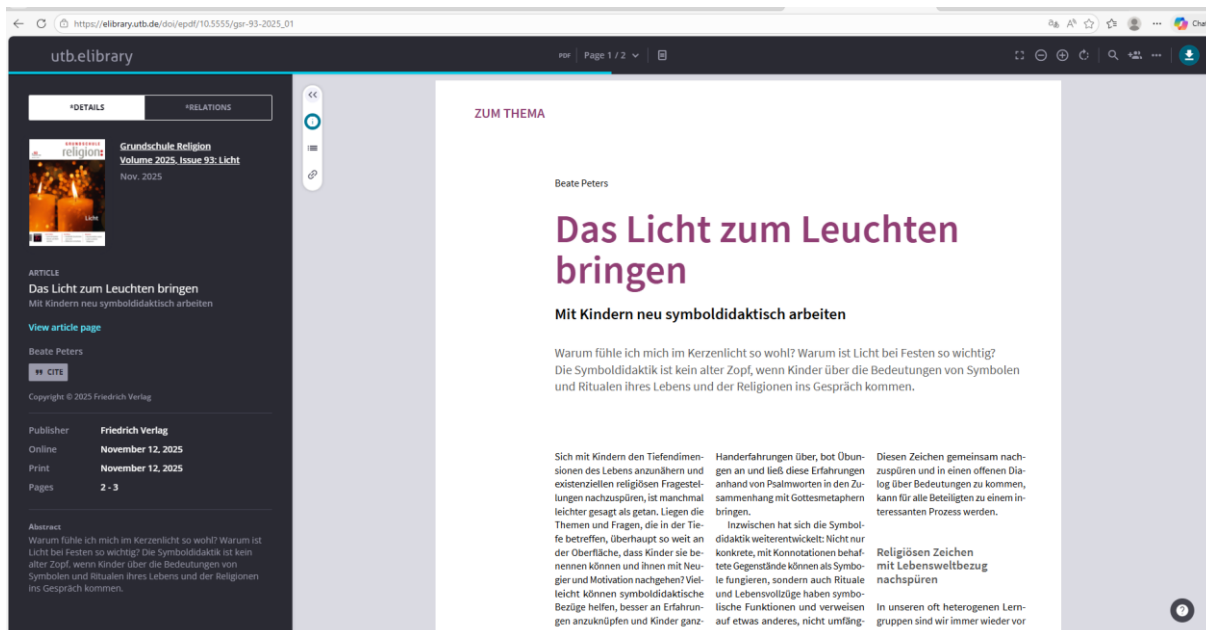 https://elibrary.utb.de/doi/epdf/10.5555/gsr-93-2025_01
Chat
utb.elibrary
PDF
Page 1 / 2
*DETAILS
*RELATIONS
GRUNDSCHULE
religion:
Licht
Grundschule Religion
Volume 2025, Issue 93: Licht
Nov. 2025
ARTICLE
Das Licht zum Leuchten bringen
Mit Kindern neu symboldidaktisch arbeiten
View article page
Beate Peters
CITE
Copyright © 2025 Friedrich Verlag
Publisher Friedrich Verlag
Online November 12, 2025
Print November 12, 2025
Pages 2 - 3
Abstract
Warum fühle ich mich im Kerzenlicht so wohl? Warum ist
Licht bei Festen so wichtig? Die Symboldidaktik ist kein
alter Zopf, wenn Kinder über die Bedeutungen von
Symbolen und Ritualen ihres Lebens und der Religionen
ins Gespräch kommen.
ZUM THEMA
Beate Peters
Das Licht zum Leuchten
bringen
Mit Kindern neu symboldidaktisch arbeiten
Warum fühle ich mich im Kerzenlicht so wohl? Warum ist Licht bei Festen so wichtig?
Die Symboldidaktik ist kein alter Zopf, wenn Kinder über die Bedeutungen von Symbolen
und Ritualen ihres Lebens und der Religionen ins Gespräch kommen.
Sich mit Kindern den Tiefendimen-
sionen des Lebens anzunähern und
existenziellen religiösen Fragestel-
lungen nachzuspüren, ist manchmal
leichter gesagt als getan. Liegen die
Themen und Fragen, die in der Tie-
fe betreffen, überhaupt so weit an
der Oberfläche, dass Kinder sie be-
nennen können und ihnen mit Neu-
gier und Motivation nachgehen? Viel-
leicht können symboldidaktische
Bezüge helfen, besser an Erfahrun-
gen anzuknüpfen und Kinder ganz-
Handerfahrungen über, bot Übun-
gen an und ließ diese Erfahrungen
anhand von Psalmworten in den Zu-
sammenhang mit Gottesmetaphern
bringen.
Inzwischen hat sich die Symbol-
didaktik weiterentwickelt: Nicht nur
konkrete, mit Konnotationen behaf-
tete Gegenstände können als Symbo-
le fungieren, sondern auch Rituale
und Lebensvollzüge haben symbo-
lische Funktionen und verweisen
auf etwas anderes, nicht umfäng-
Diesen Zeichen gemeinsam nach-
zuspüren und in einen offenen Dia-
log über Bedeutungen zu kommen,
kann für alle Beteiligten zu einem in-
teressanten Prozess werden.
Religiösen Zeichen
mit Lebensweltbezug
nachspüren
In unseren oft heterogenen Lern-
gruppen sind wir immer wieder vor